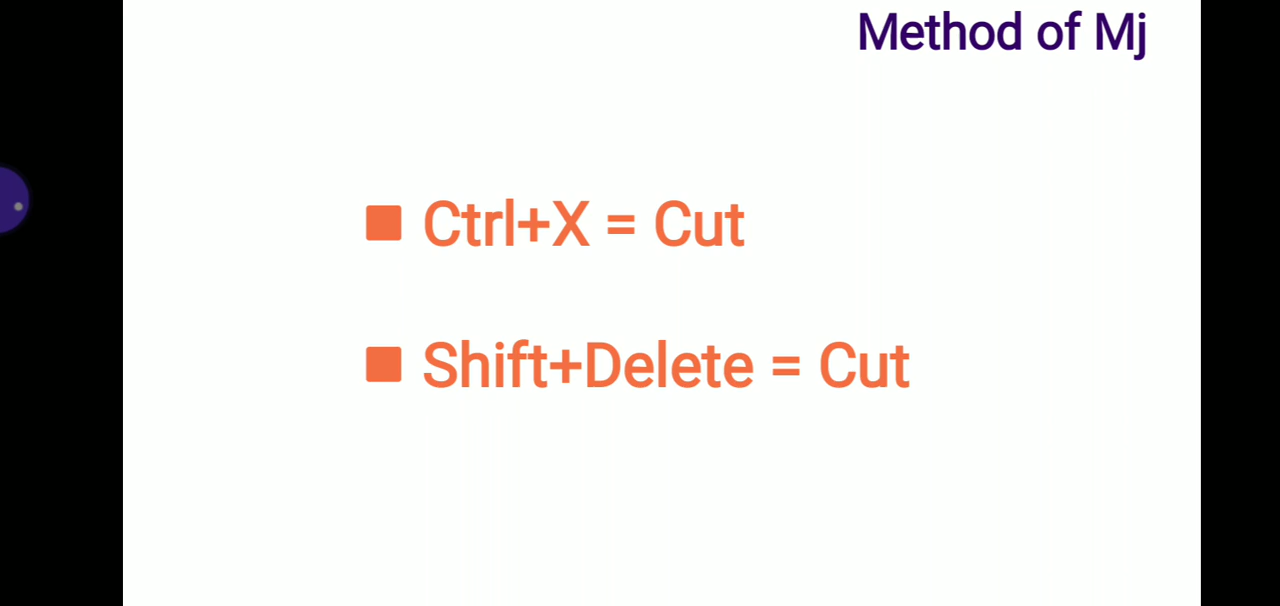 Method of Mj
Ctrl+X = Cut
Shift+Delete = Cut